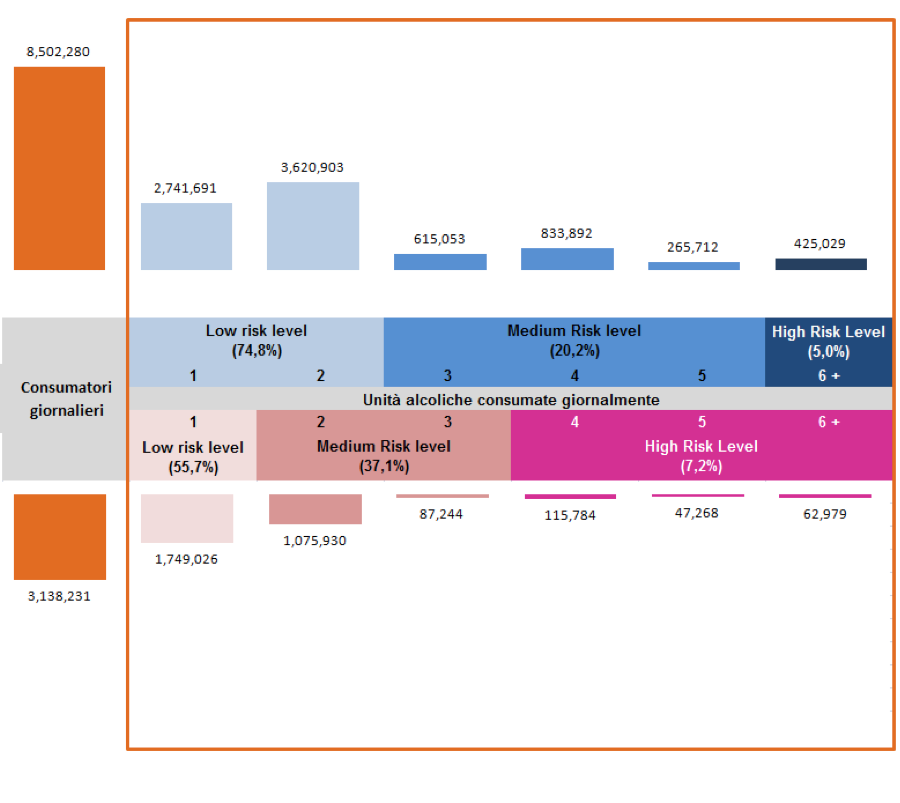 8,502,280
3,620,903
2,741,691
833,892
615,053
425,029
265,712
Low risk level
(74,8%)
Medium Risk level
(20,2%)
High Risk Level
(5,0%)
1 2 3 4 5 6 +
Consumatori
giornalieri
Unità alcoliche consumate giornalmente
1 2 3 4 5 6 +
Low risk level
(55,7%)
Medium Risk level
(37,1%)
High Risk Level
(7,2%)
87,244
115,784
47,268
62,979
1,075,930
1,749,026
3,138,231